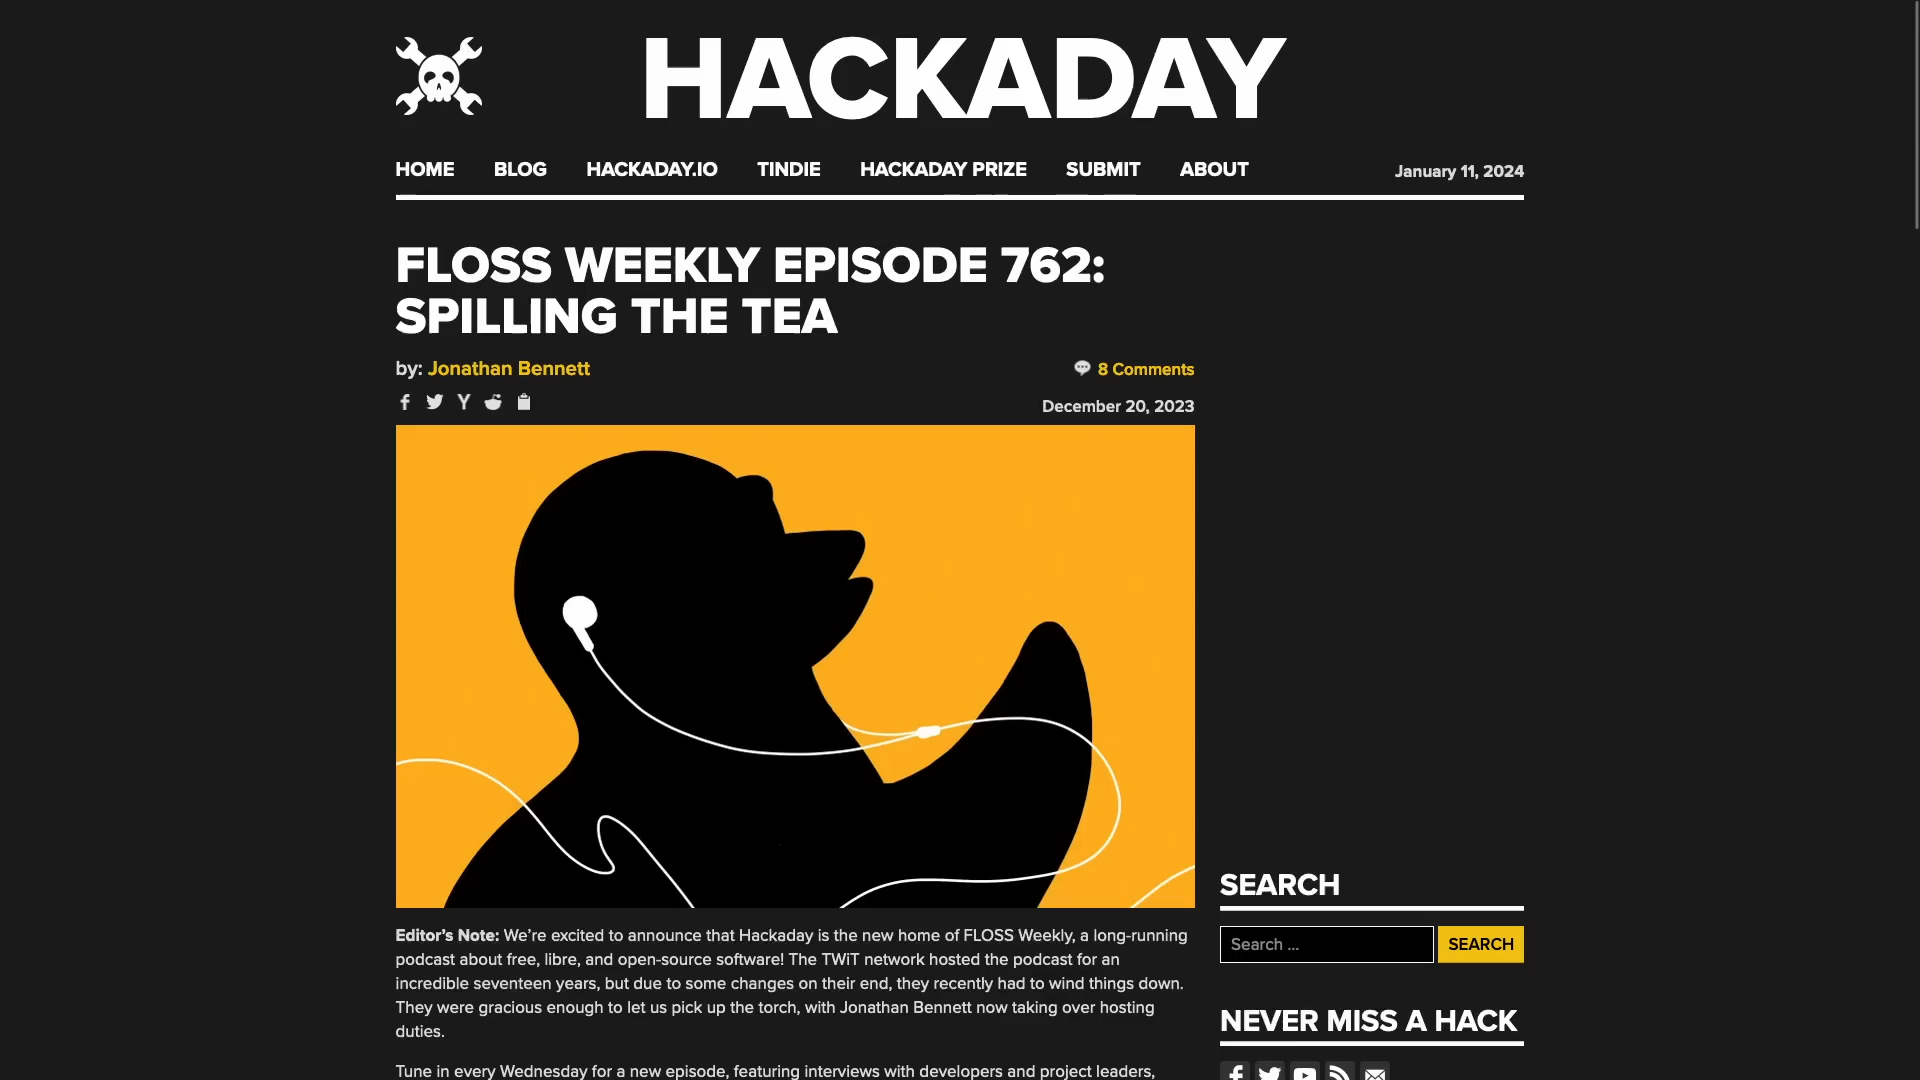 HACKADAY
HOME BLOG HACKADAY.IO TINDIE HACKADAY PRIZE SUBMIT ABOUT January 11, 2024
FLOSS WEEKLY EPISODE 762:
SPILLING THE TEA
by: Jonathan Bennett
8 Comments
December 20, 2023
Editor’s Note: We’re excited to announce that Hackaday is the new home of FLOSS Weekly, a long-running
podcast about free, libre, and open-source software! The TWiT network hosted the podcast for an
incredible seventeen years, but due to some changes on their end, they recently had to wind things down.
They were gracious enough to let us pick up the torch, with Jonathan Bennett now taking over hosting
duties.
Tune in every Wednesday for a new episode, featuring interviews with developers and project leaders,
SEARCH
Search ... SEARCH
NEVER MISS A HACK